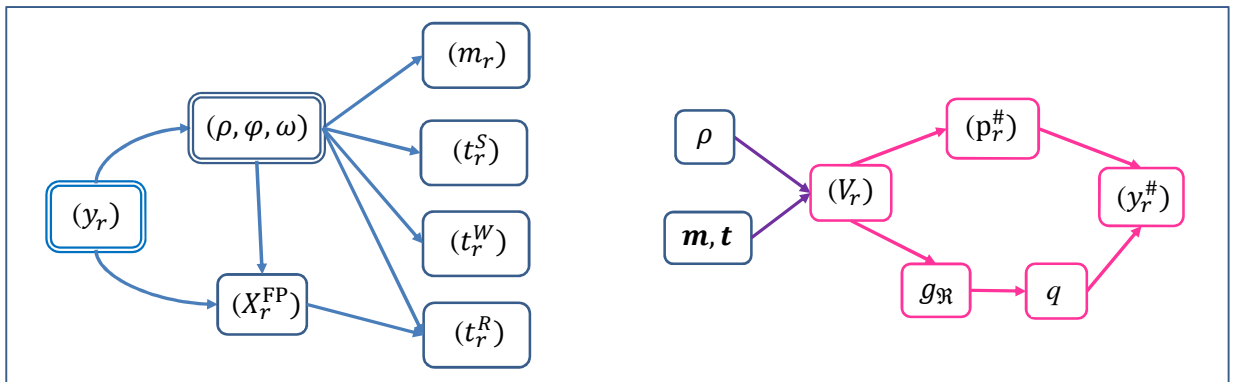 (m_r)
(ρ, φ, ω)
(t_r^S)
(y_r)
(t_r^W)
(X_r^FP)
(t_r^R)
ρ
(p_r^#)
(V_r)
(y_r^#)
m, t
g_ℜ
q